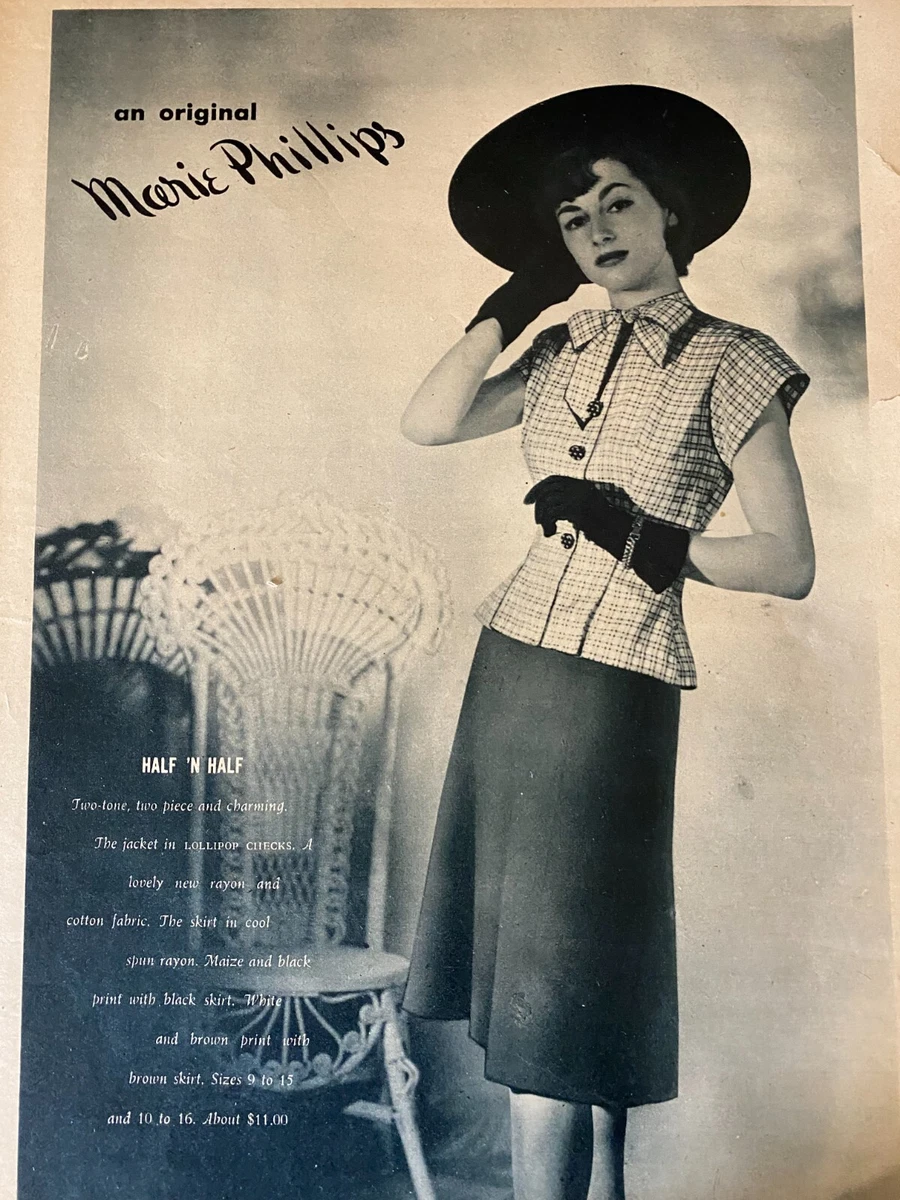 an original
Marie Phillips
HALF 'N HALF
Two-tone, two piece and charming.
The jacket in LOLLIPOP CHECKS. A
lovely new rayon and
cotton fabric. The skirt in cool
spun rayon. Maize and black
print with black skirt. White
and brown print with
brown skirt. Sizes 9 to 15
and 10 to 16. About $11.00